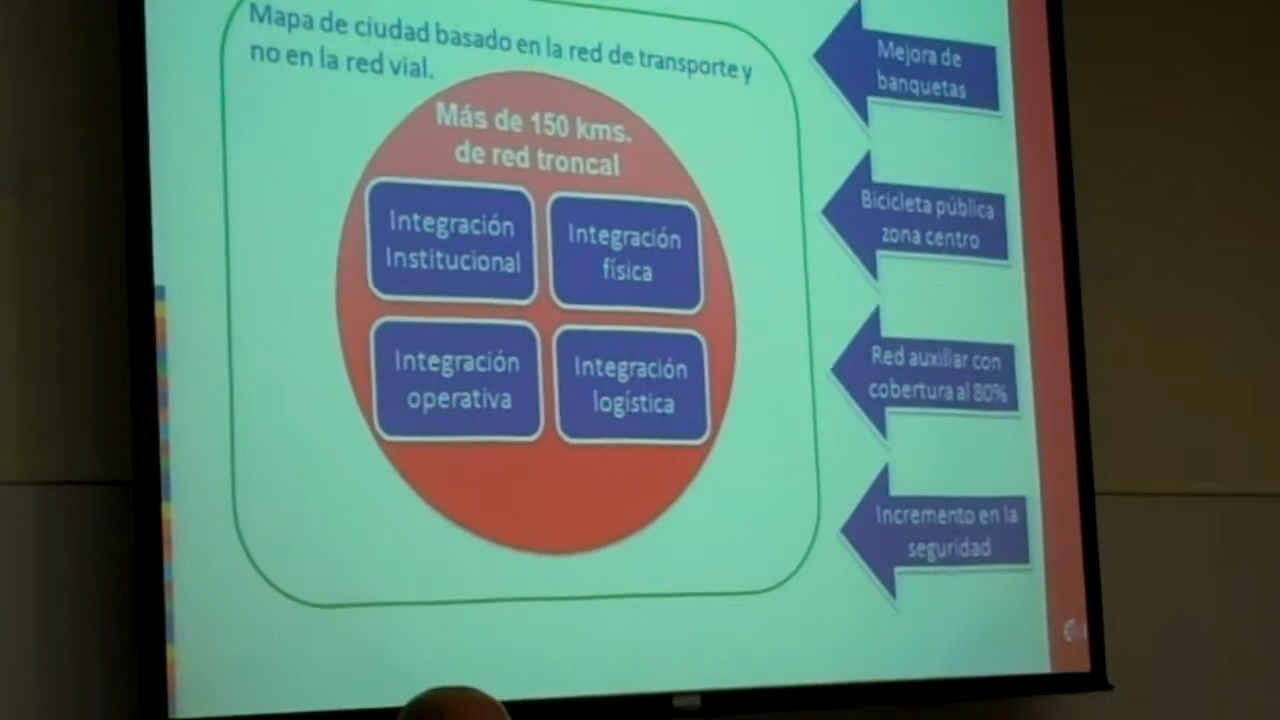 Mapa de ciudad basado en la red de transporte y
no en la red vial.
Más de 150 kms.
de red troncal
Integración
Institucional
Integración
física
Integración
operativa
Integración
logística
Mejora de
banquetas
Bicicleta pública
zona centro
Red auxiliar con
cobertura al 80%
Incremento en la
seguridad